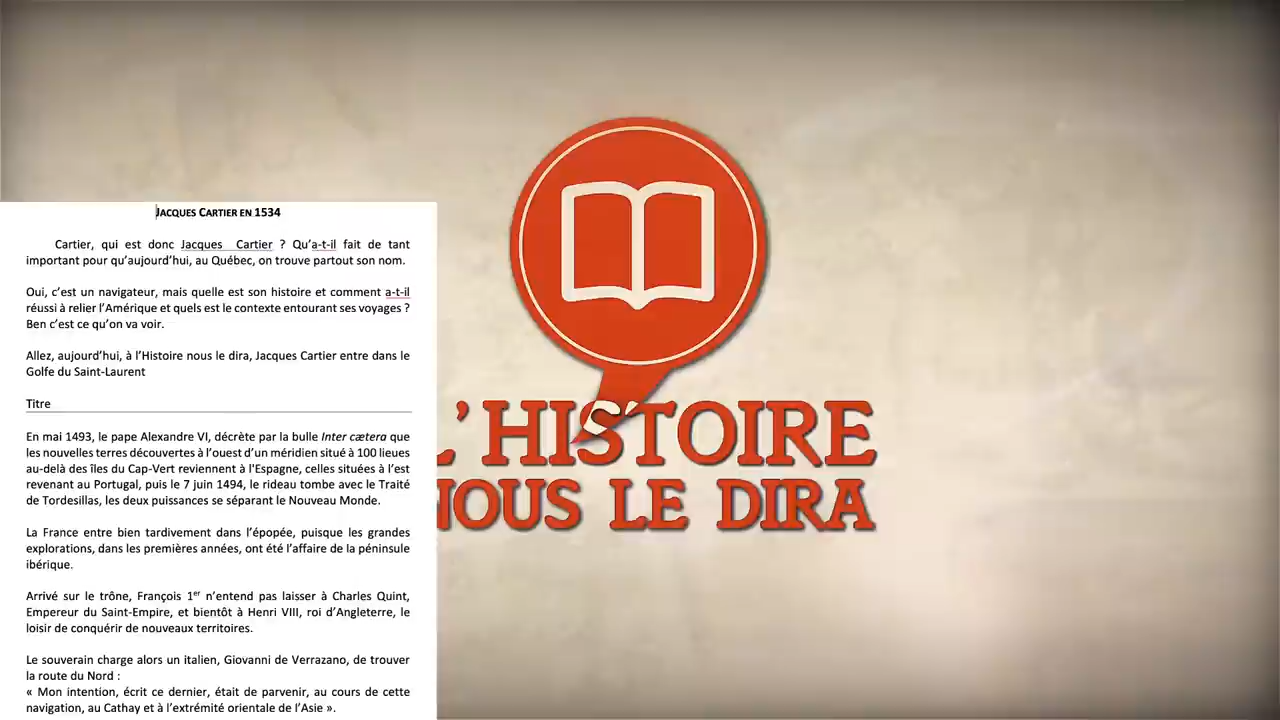 JACQUES CARTIER EN 1534
Cartier, qui est donc Jacques Cartier ? Qu’a-t-il fait de tant
important pour qu’aujourd’hui, au Québec, on trouve partout son nom.
Oui, c’est un navigateur, mais quelle est son histoire et comment a-t-il
réussi à relier l’Amérique et quels est le contexte entourant ses voyages ?
Ben c’est ce qu’on va voir.
Allez, aujourd’hui, à l’Histoire nous le dira, Jacques Cartier entre dans le
Golfe du Saint-Laurent
Titre
En mai 1493, le pape Alexandre VI, décrète par la bulle Inter cætera que
les nouvelles terres découvertes à l’ouest d’un méridien situé à 100 lieues
au-delà des îles du Cap-Vert reviennent à l'Espagne, celles situées à l’est
revenant au Portugal, puis le 7 juin 1494, le rideau tombe avec le Traité
de Tordesillas, les deux puissances se séparant le Nouveau Monde.
La France entre bien tardivement dans l’épopée, puisque les grandes
explorations, dans les premières années, ont été l’affaire de la péninsule
ibérique.
Arrivé sur le trône, François 1er n’entend pas laisser à Charles Quint,
Empereur du Saint-Empire, et bientôt à Henri VIII, roi d’Angleterre, le
loisir de conquérir de nouveaux territoires.
Le souverain charge alors un italien, Giovanni de Verrazano, de trouver
la route du Nord :
« Mon intention, écrit ce dernier, était de parvenir, au cours de cette
navigation, au Cathay et à l’extrémité orientale de l’Asie ».
L’HISTOIRE
NOUS LE DIRA